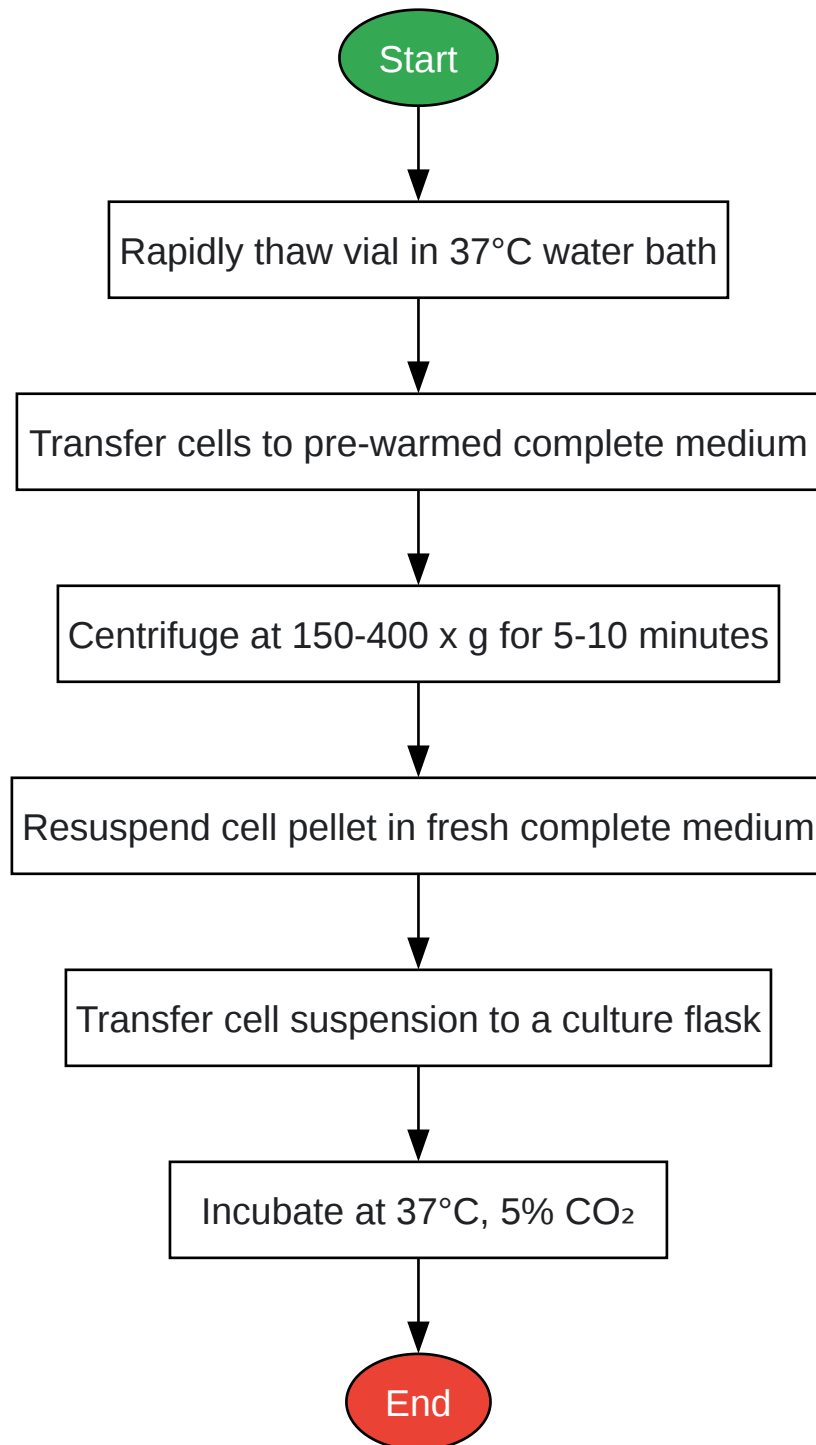 Start
Rapidly thaw vial in 37°C water bath
Transfer cells to pre-warmed complete medium
Centrifuge at 150-400 x g for 5-10 minutes
Resuspend cell pellet in fresh complete medium
Transfer cell suspension to a culture flask
Incubate at 37°C, 5% CO₂
End